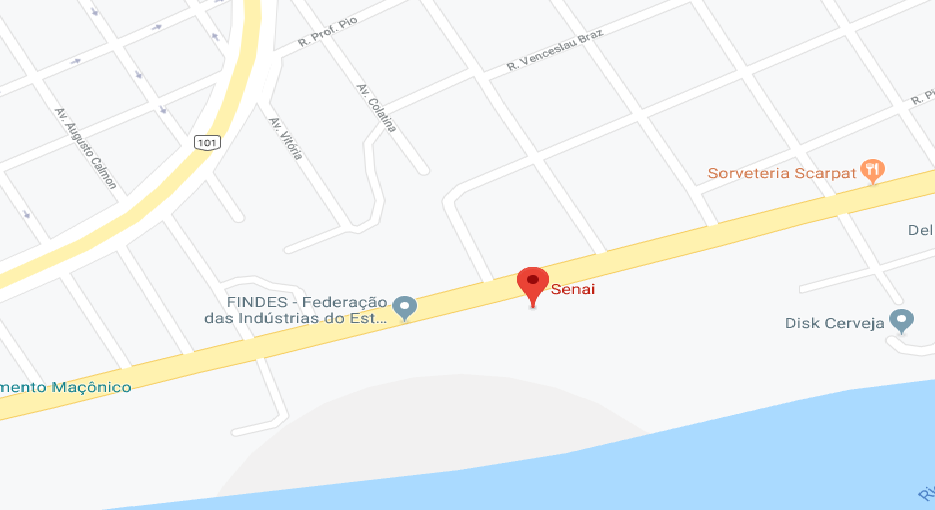 R. Prof. Pio
R. Venceslau Braz
Av. Colatina
R. Pi
Av. Augusto Calmon
Av. Vitória
101
Sorveteria Scarpat
Del
Senai
FINDES - Federação
das Indústrias do Est...
Disk Cerveja
mento Maçônico
Ri